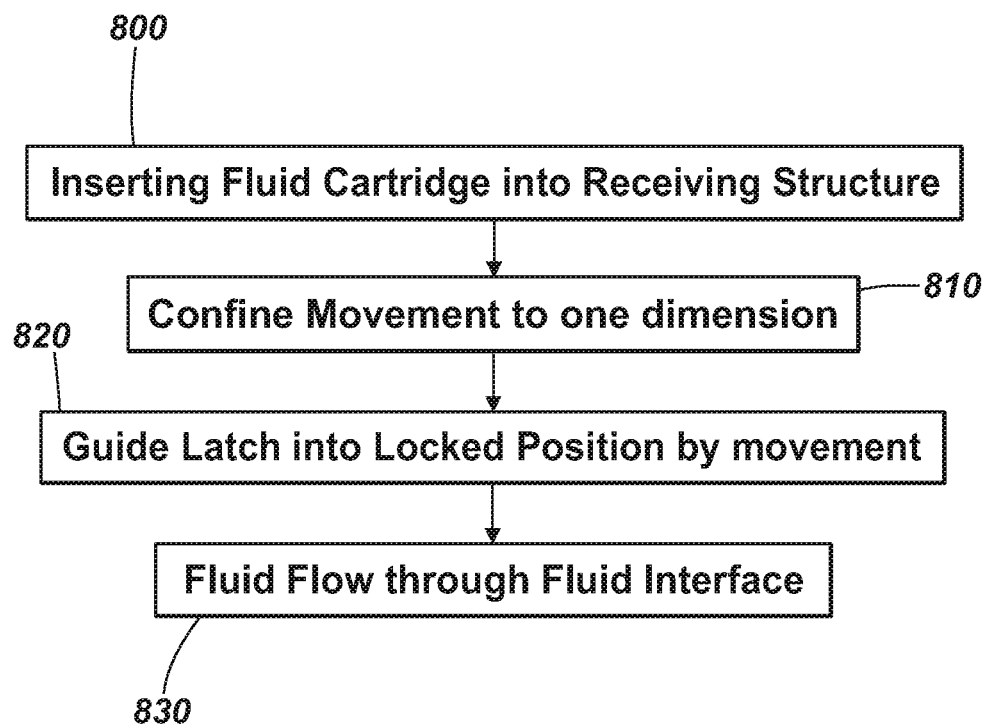 800
Inserting Fluid Cartridge into Receiving Structure
Confine Movement to one dimension
810
820
Guide Latch into Locked Position by movement
Fluid Flow through Fluid Interface
830